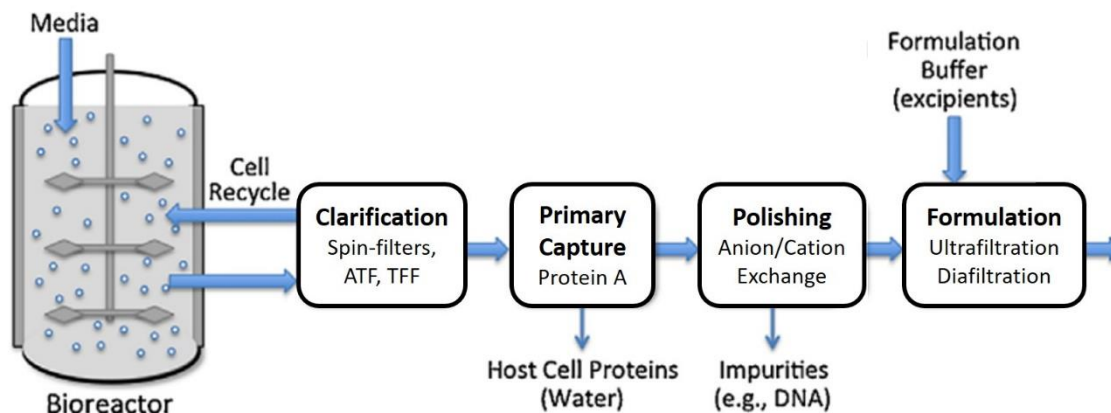 Media
Bioreactor
Cell
Recycle
Clarification
Spin-filters,
ATF, TFF
Primary
Capture
Protein A
Host Cell Proteins
(Water)
Polishing
Anion/Cation
Exchange
Impurities
(e.g., DNA)
Formulation
Buffer
(excipients)
Formulation
Ultrafiltration
Diafiltration